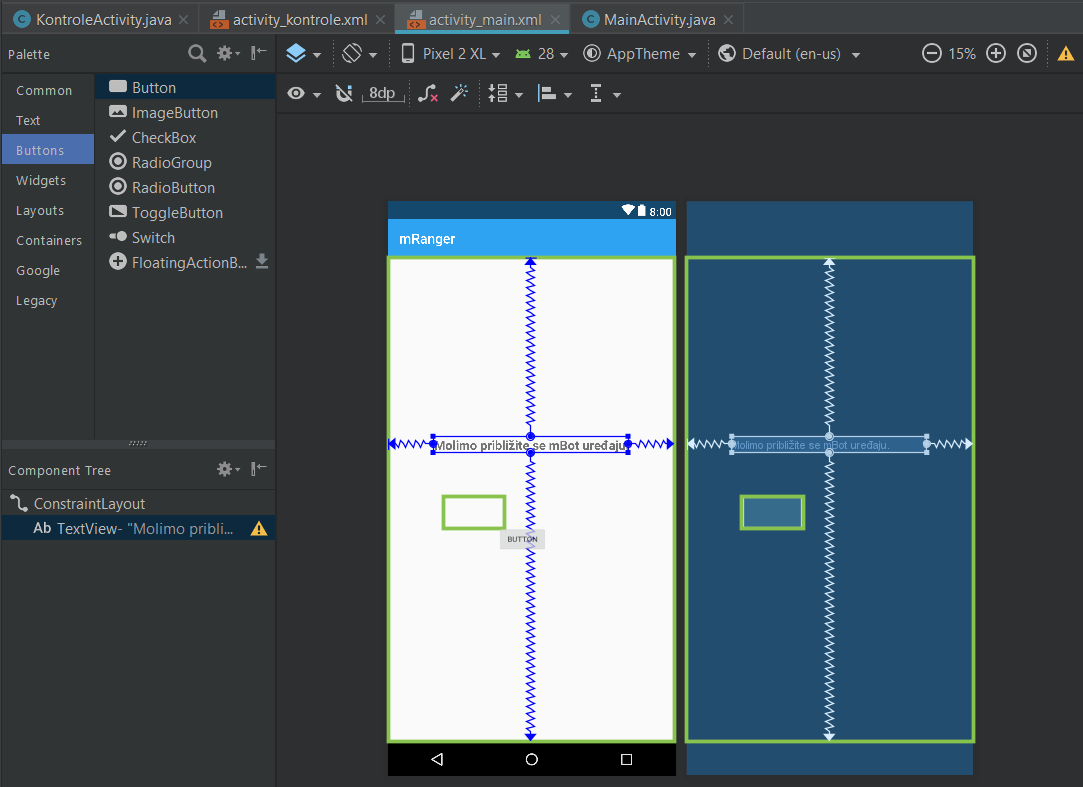 KontroleActivity.java
activity_kontrole.xml
activity_main.xml
MainActivity.java
Palette
Pixel 2 XL
28
AppTheme
Default (en-us)
15%
8dp
Common
Text
Buttons
Widgets
Layouts
Containers
Google
Legacy
Button
ImageButton
CheckBox
RadioGroup
RadioButton
ToggleButton
Switch
FloatingActionB...
Component Tree
ConstraintLayout
Ab TextView- "Molimo pribli...
8:00
mRanger
Molimo približite se mBot uređaju.
BUTTON
Molimo približite se mBot uređaju.